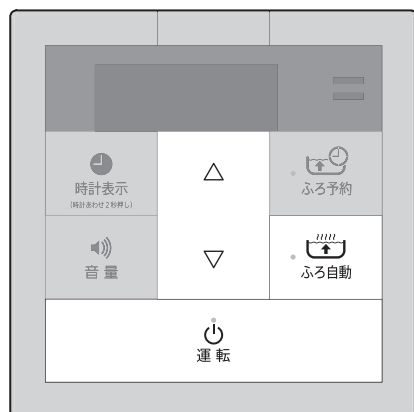 時計表示
(時計あわせ2秒押し)
ふろ予約
音量
ふろ自動
運転